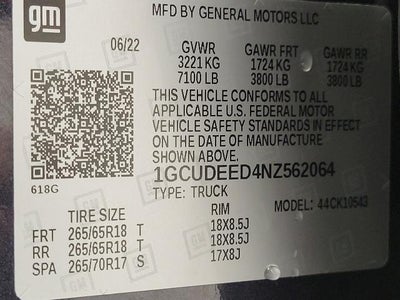 gm
MFD BY GENERAL MOTORS LLC
06/22 GVWR GAWR FRT GAWR RR
3221 KG 1724 KG 1724 KG
7100 LB 3800 LB 3800 LB
THIS VEHICLE CONFORMS TO ALL
APPLICABLE U.S. FEDERAL MOTOR
VEHICLE SAFETY STANDARDS IN EFFECT
ON THE DATE OF MANUFACTURE
SHOWN ABOVE.
618G
1GCUDEED4NZ562064
TYPE: TRUCK
MODEL: 44CK10543
TIRE SIZE RIM
FRT 265/65R18 T 18X8.5J
RR 265/65R18 T 18X8.5J
SPA 265/70R17 S 17X8J